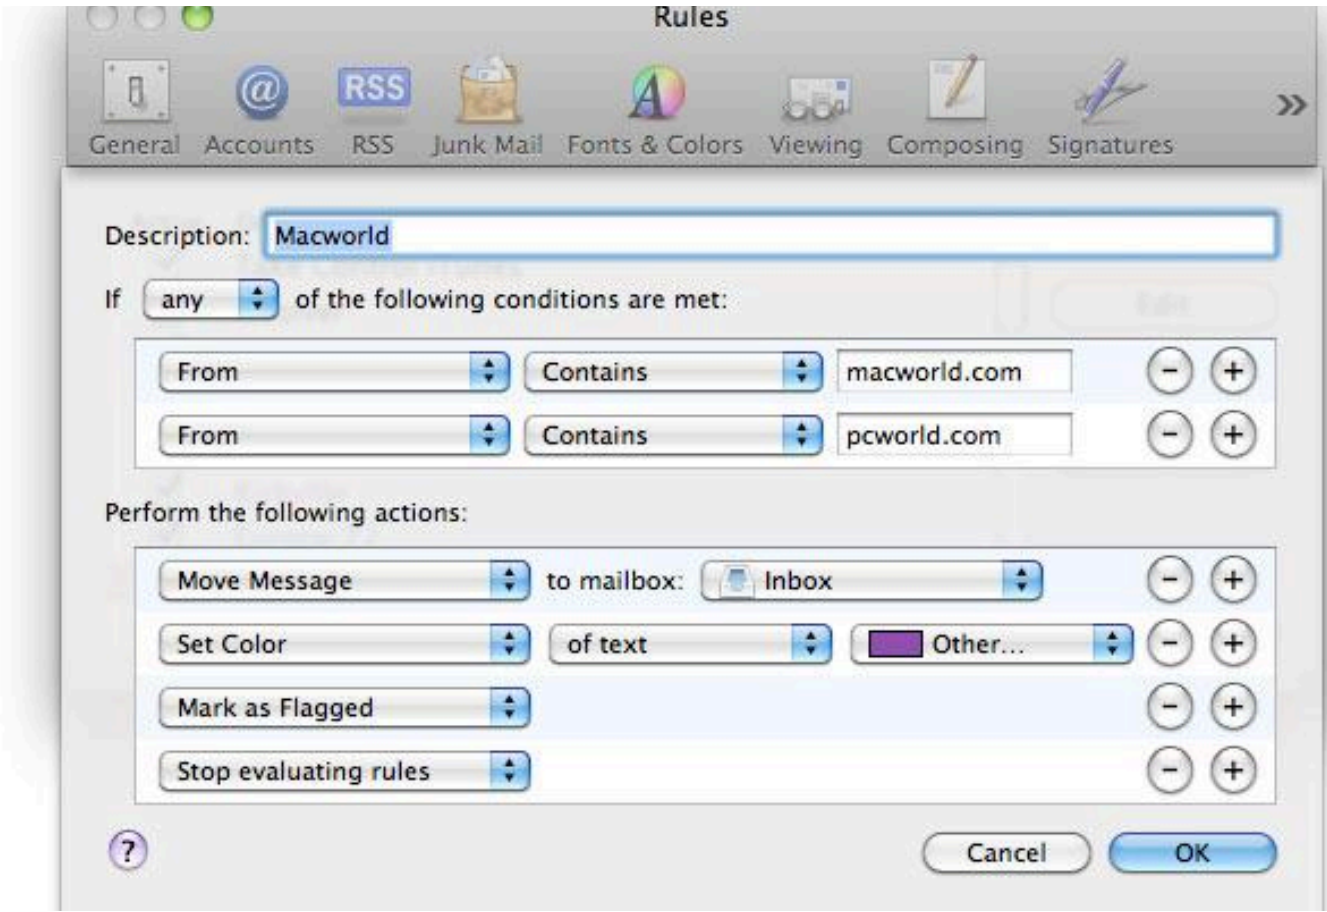 Rules
RSS
General Accounts RSS Junk Mail Fonts & Colors Viewing Composing Signatures
Description: Macworld
If any of the following conditions are met:
Edit
From Contains macworld.com
From Contains pcworld.com
Perform the following actions:
Move Message to mailbox: Inbox
Set Color of text Other...
Mark as Flagged
Stop evaluating rules
? Cancel OK